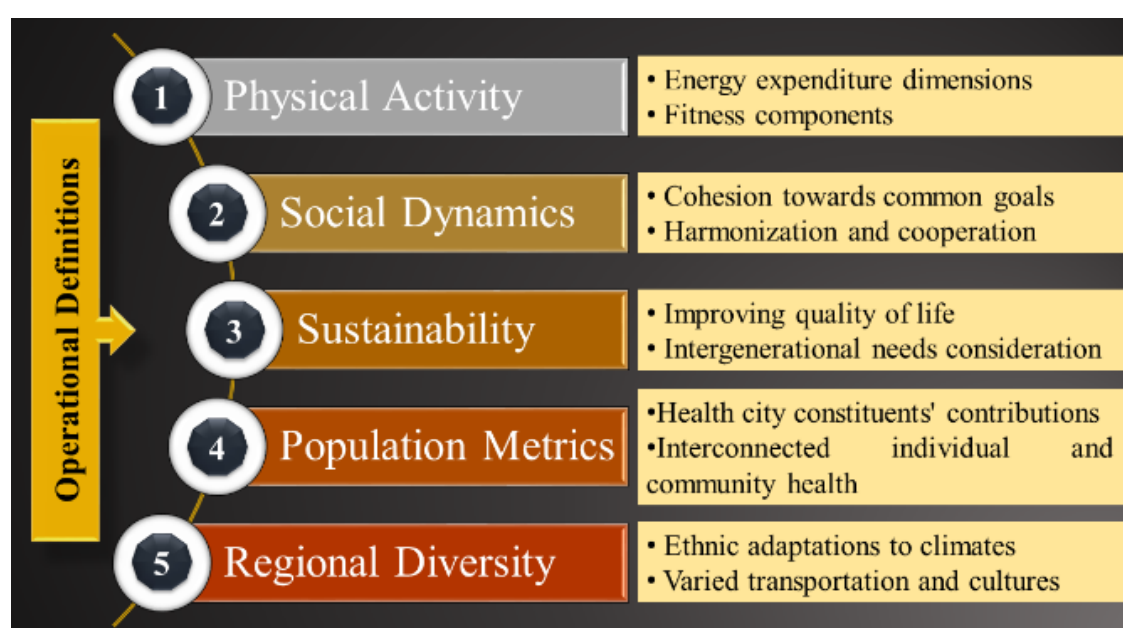 Operational Definitions
1
Physical Activity
• Energy expenditure dimensions
• Fitness components
2
Social Dynamics
• Cohesion towards common goals
• Harmonization and cooperation
3
Sustainability
• Improving quality of life
• Intergenerational needs consideration
4
Population Metrics
•Health city constituents' contributions
•Interconnected individual and
community health
5
Regional Diversity
• Ethnic adaptations to climates
• Varied transportation and cultures